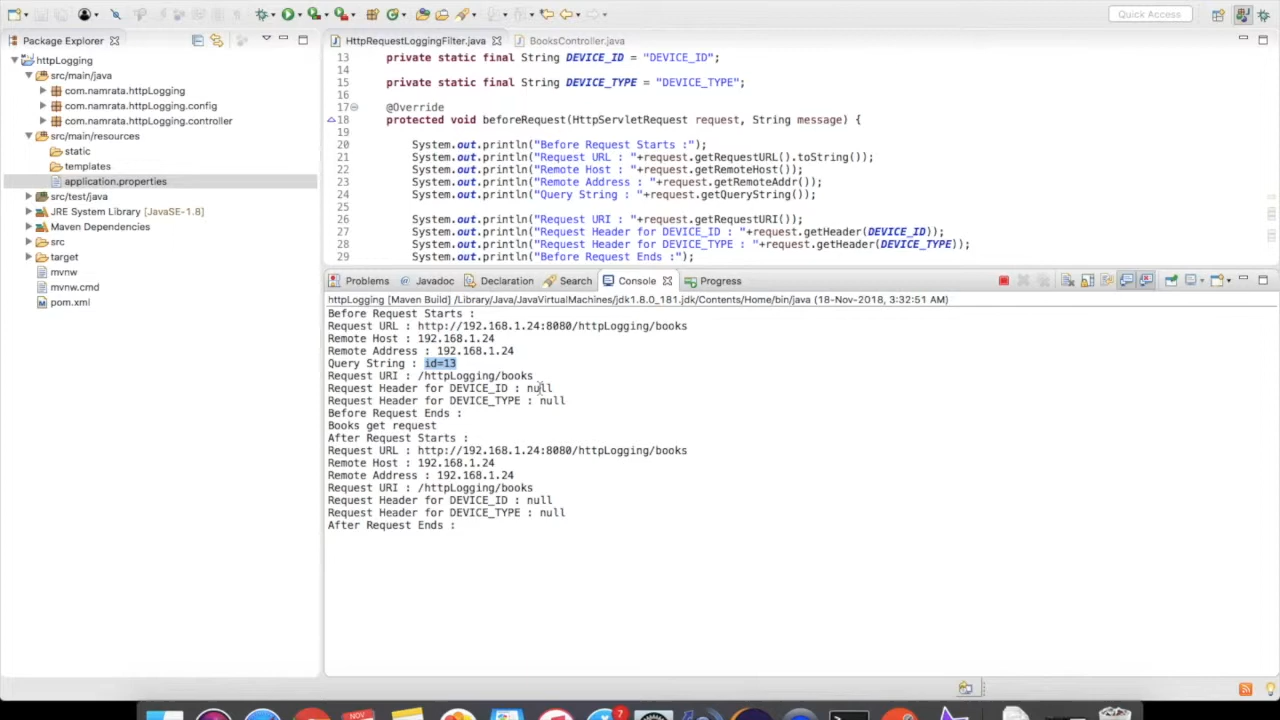 Quick Access
Package Explorer
httpLogging
src/main/java
com.namrata.httpLogging
com.namrata.httpLogging.config
com.namrata.httpLogging.controller
src/main/resources
static
templates
application.properties
src/test/java
JRE System Library [JavaSE-1.8]
Maven Dependencies
src
target
mvnw
mvnw.cmd
pom.xml
HttpRequestLoggingFilter.java
BooksController.java
13 private static final String DEVICE_ID = "DEVICE_ID";
14
15 private static final String DEVICE_TYPE = "DEVICE_TYPE";
16
17 @Override
18 protected void beforeRequest(HttpServletRequest request, String message) {
19
20 System.out.println("Before Request Starts :");
21 System.out.println("Request URL : "+request.getRequestURL().toString());
22 System.out.println("Remote Host : "+request.getRemoteHost());
23 System.out.println("Remote Address : "+request.getRemoteAddr());
24 System.out.println("Query String : "+request.getQueryString());
25
26 System.out.println("Request URI : "+request.getRequestURI());
27 System.out.println("Request Header for DEVICE_ID : "+request.getHeader(DEVICE_ID));
28 System.out.println("Request Header for DEVICE_TYPE : "+request.getHeader(DEVICE_TYPE));
29 System.out.println("Before Request Ends :");
Problems
Javadoc
Declaration
Search
Console
Progress
httpLogging [Maven Build] /Library/Java/JavaVirtualMachines/jdk1.8.0_181.jdk/Contents/Home/bin/java (18-Nov-2018, 3:32:51 AM)
Before Request Starts :
Request URL : http://192.168.1.24:8080/httpLogging/books
Remote Host : 192.168.1.24
Remote Address : 192.168.1.24
Query String : id=13
Request URI : /httpLogging/books
Request Header for DEVICE_ID : null
Request Header for DEVICE_TYPE : null
Before Request Ends :
Books get request
After Request Starts :
Request URL : http://192.168.1.24:8080/httpLogging/books
Remote Host : 192.168.1.24
Remote Address : 192.168.1.24
Request URI : /httpLogging/books
Request Header for DEVICE_ID : null
Request Header for DEVICE_TYPE : null
After Request Ends :
NOV
7